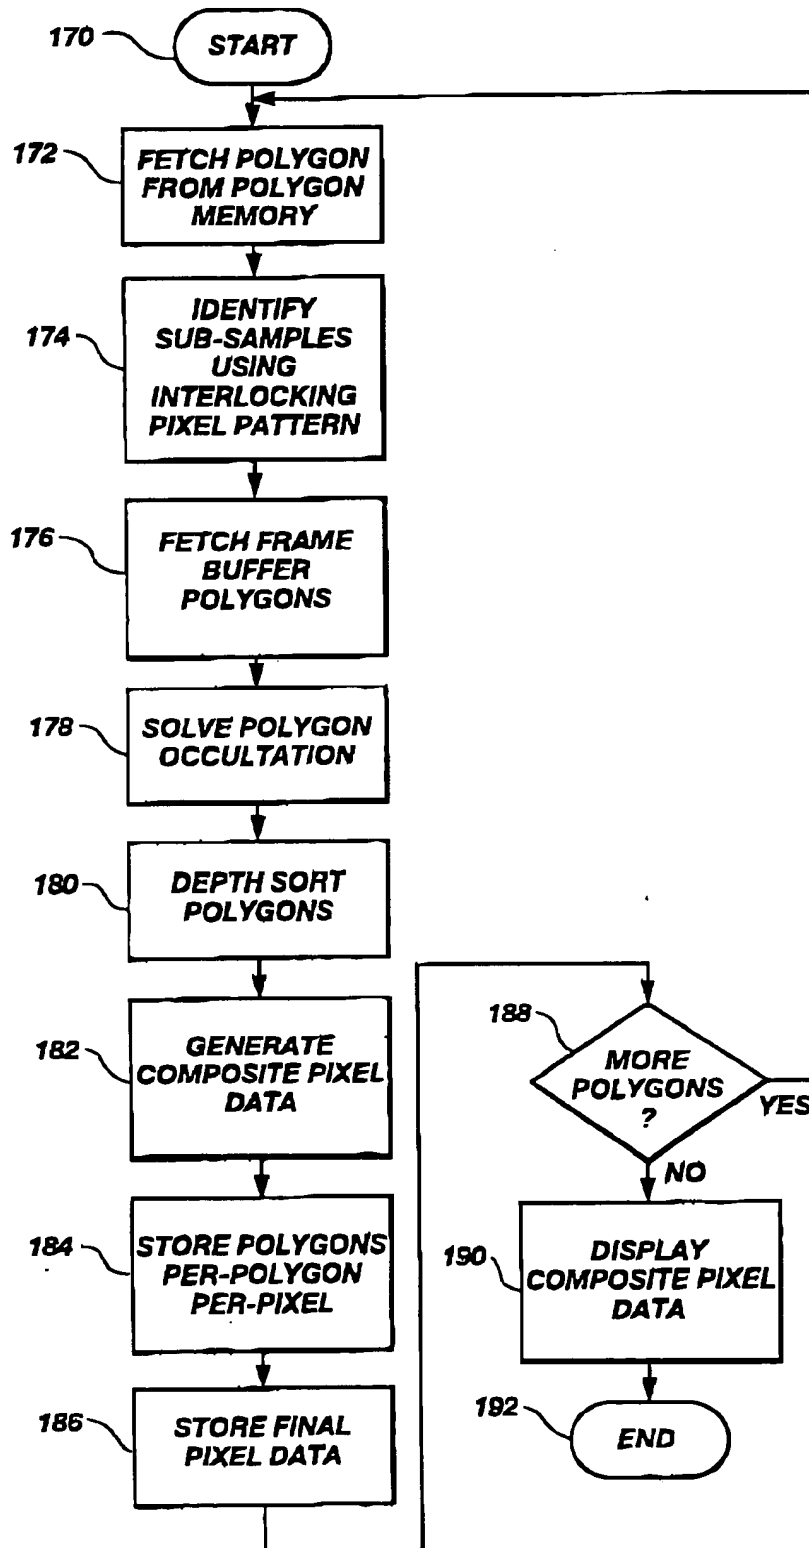 170
START
172
FETCH POLYGON
FROM POLYGON
MEMORY
174
IDENTIFY
SUB-SAMPLES
USING
INTERLOCKING
PIXEL PATTERN
176
FETCH FRAME
BUFFER
POLYGONS
178
SOLVE POLYGON
OCCULTATION
180
DEPTH SORT
POLYGONS
182
GENERATE
COMPOSITE PIXEL
DATA
184
STORE POLYGONS
PER-POLYGON
PER-PIXEL
186
STORE FINAL
PIXEL DATA
188
MORE
POLYGONS
?
YES
NO
190
DISPLAY
COMPOSITE PIXEL
DATA
192
END